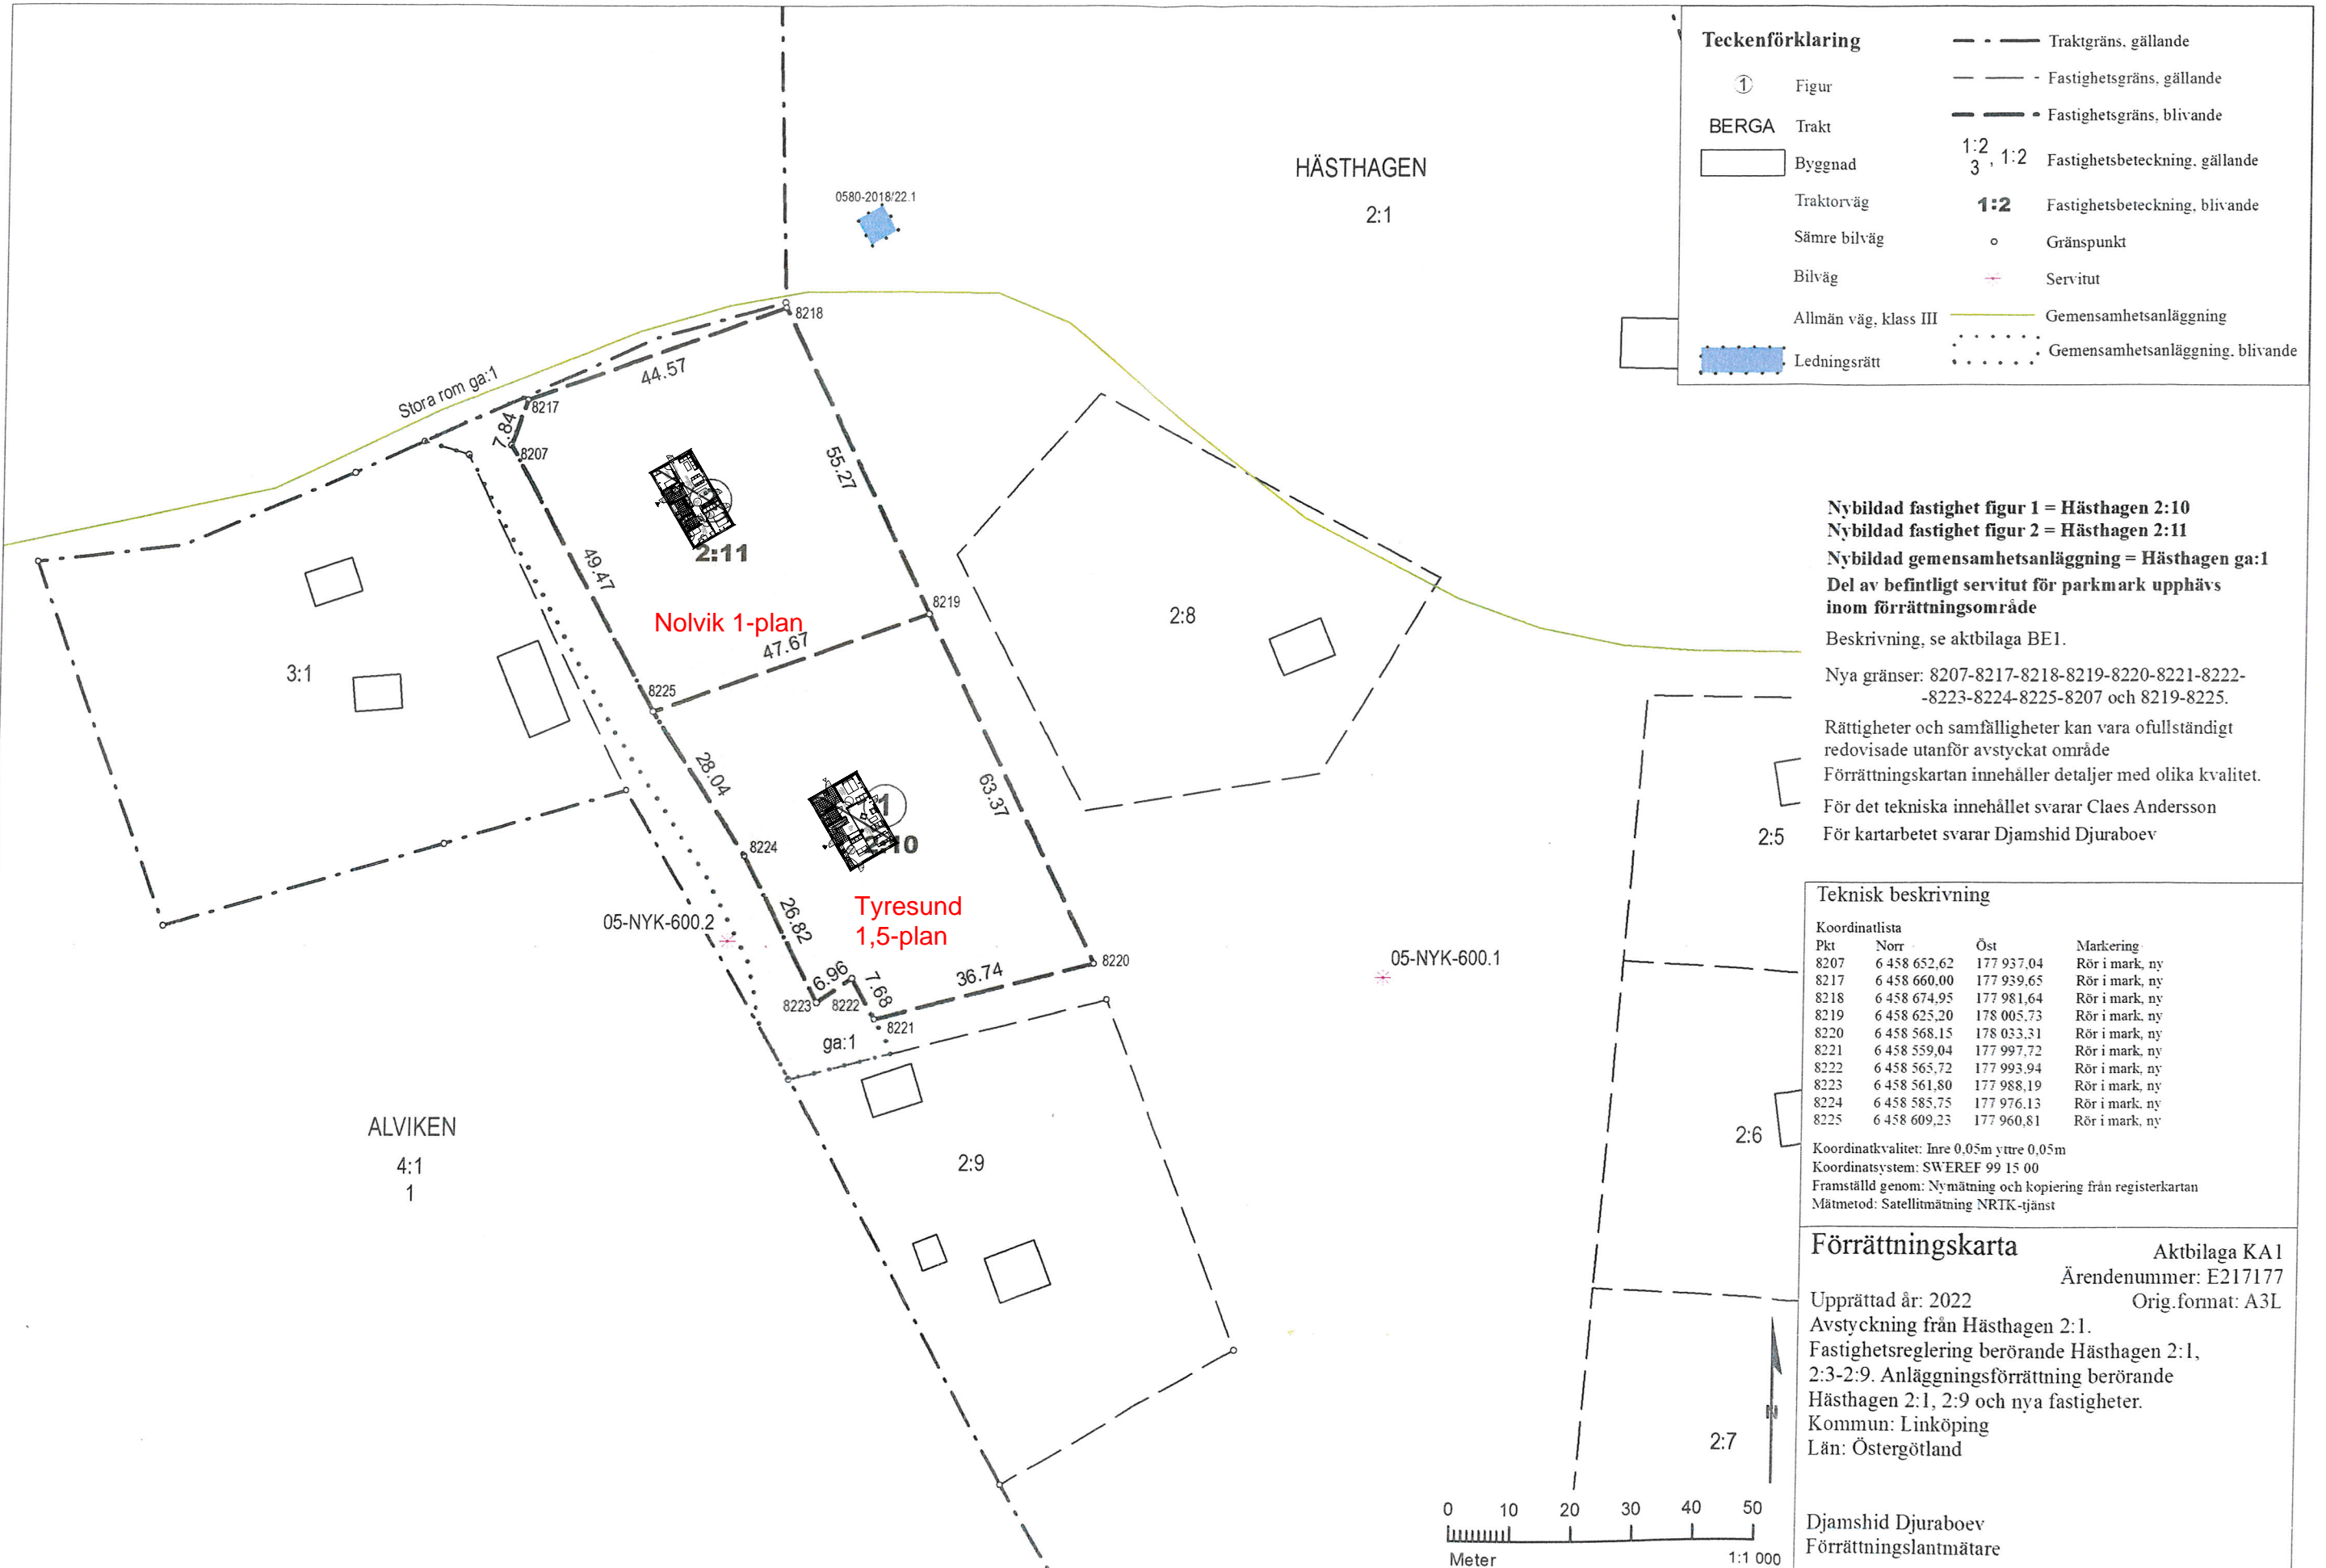 Teckenförklaring
1 Figur
BERGA Trakt
Byggnad
Traktorväg
Sämre bilväg
Bilväg
Allmän väg, klass III
Ledningsrätt
Traktgräns, gällande
Fastighetsgräns, gällande
Fastighetsgräns, blivande
1:2
3 , 1:2 Fastighetsbeteckning, gällande
1:2 Fastighetsbeteckning, blivande
Gränspunkt
Servitut
Gemensamhetsanläggning
Gemensamhetsanläggning, blivande
HÄSTHAGEN
2:1
0580-2018/22.1
8218
44.57
Stora rom ga:1
8217
7.84
8207
55.27
49.47
2:11
Nolvik 1-plan
47.67
8219
8225
2:8
3:1
28.04
63.37
1
2:10
8224
26.82
Tyresund
1,5-plan
05-NYK-600.2
05-NYK-600.1
8220
36.74
6.96
7.68
8223
8222
8221
ga:1
ALVIKEN
4:1
1
2:9
2:5
2:6
2:7
Nybildad fastighet figur 1 = Hästhagen 2:10
Nybildad fastighet figur 2 = Hästhagen 2:11
Nybildad gemensamhetsanläggning = Hästhagen ga:1
Del av befintligt servitut för parkmark upphävs
inom förrättningsområde
Beskrivning, se aktbilaga BE1.
Nya gränser: 8207-8217-8218-8219-8220-8221-8222-
-8223-8224-8225-8207 och 8219-8225.
Rättigheter och samfälligheter kan vara ofullständigt
redovisade utanför avstyckat område
Förrättningskartan innehåller detaljer med olika kvalitet.
För det tekniska innehållet svarar Claes Andersson
För kartarbetet svarar Djamshid Djuraboev
Teknisk beskrivning
Koordinatlista
Pkt Norr Öst Markering
8207 6 458 652,62 177 937,04 Rör i mark, ny
8217 6 458 660,00 177 939,65 Rör i mark, ny
8218 6 458 674,95 177 981,64 Rör i mark, ny
8219 6 458 625,20 178 005,73 Rör i mark, ny
8220 6 458 568,15 178 033,31 Rör i mark, ny
8221 6 458 559,04 177 997,72 Rör i mark, ny
8222 6 458 565,72 177 993,94 Rör i mark, ny
8223 6 458 561,80 177 988,19 Rör i mark, ny
8224 6 458 585,75 177 976,13 Rör i mark, ny
8225 6 458 609,23 177 960,81 Rör i mark, ny
Koordinatkvalitet: Inre 0,05m yttre 0,05m
Koordinatsystem: SWEREF 99 15 00
Framställd genom: Nymätning och kopiering från registerkartan
Mätmetod: Satellitmätning NRTK-tjänst
Förrättningskarta
Aktbilaga KA1
Ärendenummer: E217177
Upprättad år: 2022 Orig.format: A3L
Avstyckning från Hästhagen 2:1.
Fastighetsreglering berörande Hästhagen 2:1,
2:3-2:9. Anläggningsförrättning berörande
Hästhagen 2:1, 2:9 och nya fastigheter.
Kommun: Linköping
Län: Östergötland
Djamshid Djuraboev
Förrättningslantmätare
N
0 10 20 30 40 50
Meter 1:1 000